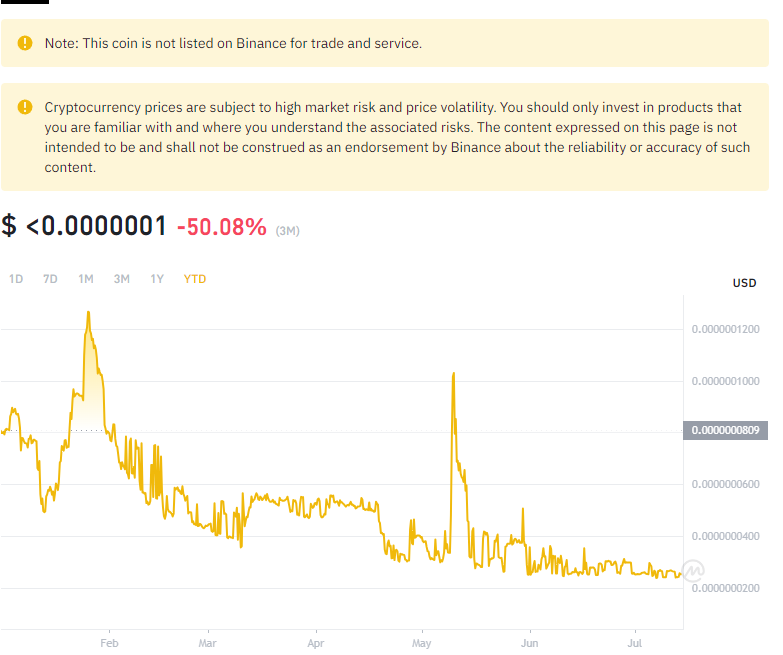 Note: This coin is not listed on Binance for trade and service.
Cryptocurrency prices are subject to high market risk and price volatility. You should only invest in products that
you are familiar with and where you understand the associated risks. The content expressed on this page is not
intended to be and shall not be construed as an endorsement by Binance about the reliability or accuracy of such
content.
$ <0.0000001 -50.08% (3M)
1D 7D 1M 3M 1Y YTD
USD
0.0000001200
0.0000001000
0.0000000809
0.0000000600
0.0000000400
0.0000000200
Feb Mar Apr May Jun Jul